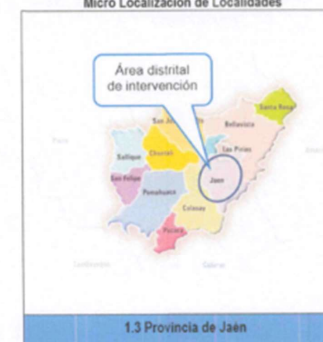 Micro Localización de Localidades
Área distrital
de intervención
Santa Rosa
San José
Bellavista
Chontalí
Las Pirias
Sallique
San Felipe
Jaen
Pomahuaca
Colasay
Pucará
1.3 Provincia de Jaén